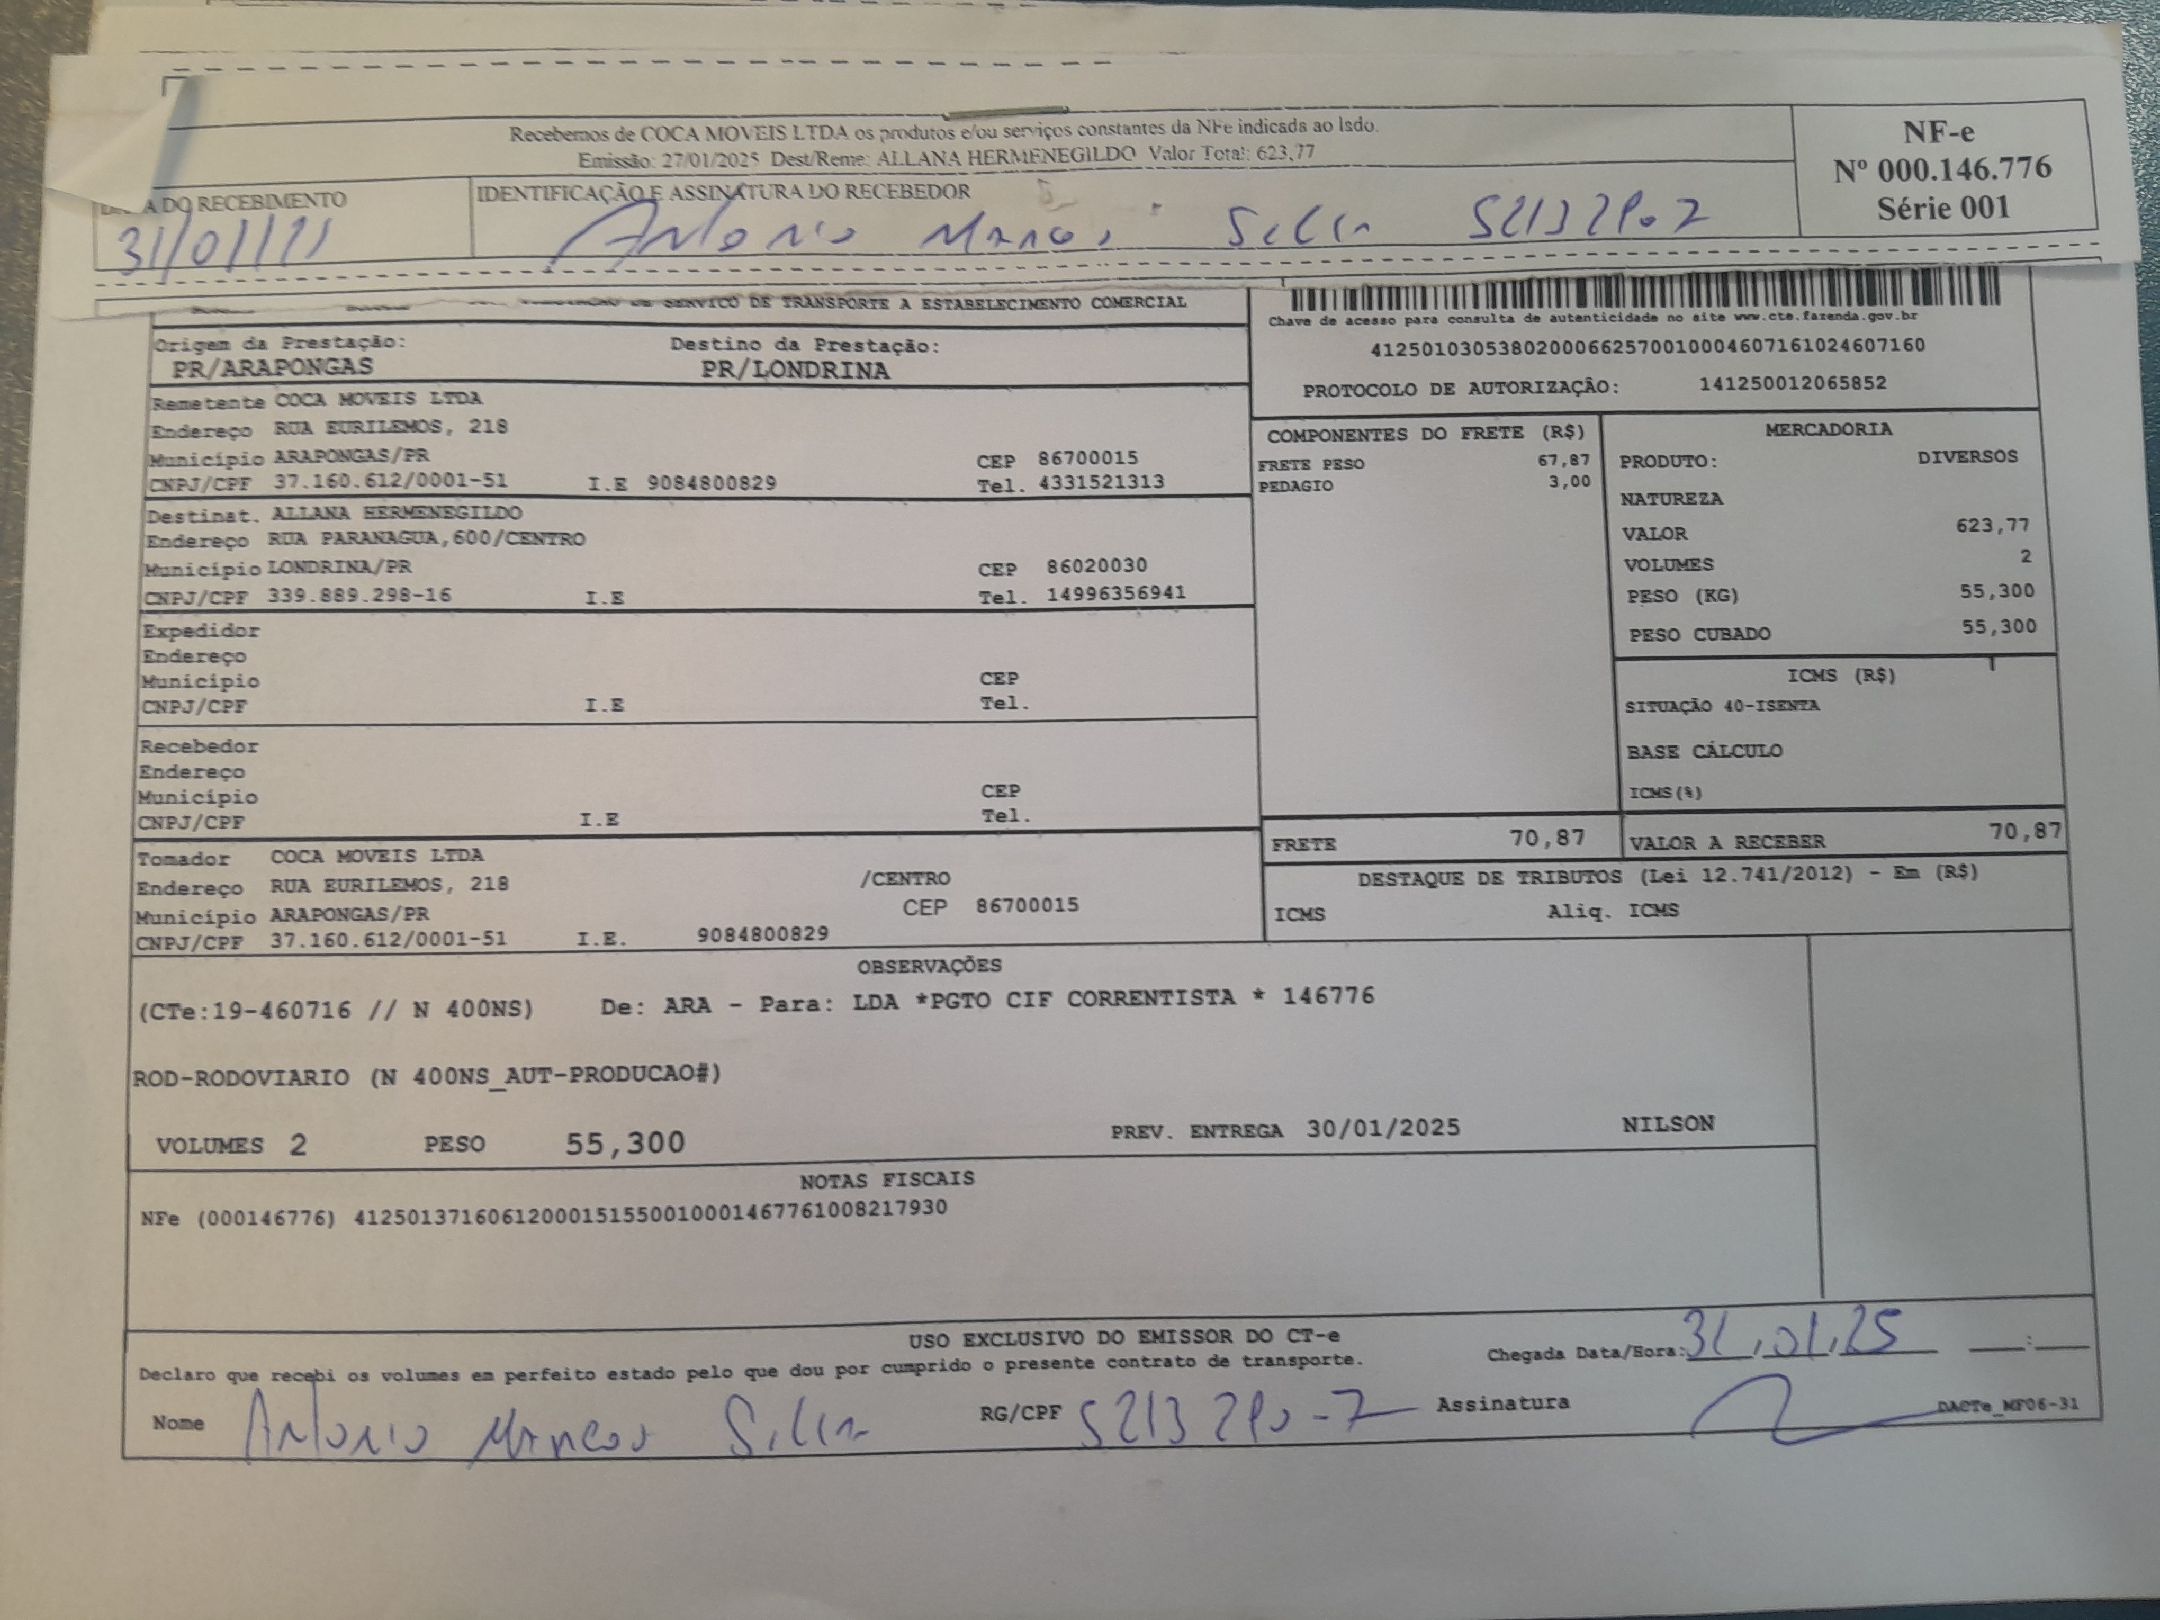 Recebemos de COCA MOVEIS LTDA os produtos e/ou serviços constantes da NFe indicada ao lado.
Emissão: 27/01/2025 Dest/Reme: ALLANA HERMENEGILDO Valor Total: 623,77
NF-e
Nº 000.146.776
Série 001
DO RECEBIMENTO
IDENTIFICAÇÃO E ASSINATURA DO RECEBEDOR
31/01/
Antonio Silva
SERVICO DE TRANSPORTE A ESTABELECIMENTO COMERCIAL
Chave de acesso para consulta de autenticidade no site www.cte.fazenda.gov.br
41250103053802000662570010004607161024607160
PROTOCOLO DE AUTORIZAÇÃO: 141250012065852
Origem da Prestação: Destino da Prestação:
PR/ARAPONGAS PR/LONDRINA
Remetente COCA MOVEIS LTDA
Endereço RUA EURILEMOS, 218
Município ARAPONGAS/PR CEP 86700015
CNPJ/CPF 37.160.612/0001-51 I.E 9084800829 Tel. 4331521313
Destinat. ALLANA HERMENEGILDO
Endereço RUA PARANAGUA,600/CENTRO
Município LONDRINA/PR CEP 86020030
CNPJ/CPF 339.889.298-16 I.E Tel. 14996356941
Expedidor
Endereço
Município CEP
CNPJ/CPF I.E Tel.
Recebedor
Endereço
Município CEP
CNPJ/CPF I.E Tel.
Tomador COCA MOVEIS LTDA
Endereço RUA EURILEMOS, 218 /CENTRO
Município ARAPONGAS/PR CEP 86700015
CNPJ/CPF 37.160.612/0001-51 I.E. 9084800829
COMPONENTES DO FRETE (R$)
FRETE PESO 67,87
PEDAGIO 3,00
MERCADORIA
PRODUTO: DIVERSOS
NATUREZA
VALOR 623,77
VOLUMES 2
PESO (KG) 55,300
PESO CUBADO 55,300
ICMS (R$)
SITUAÇÃO 40-ISENTA
BASE CÁLCULO
ICMS(%)
FRETE 70,87 VALOR A RECEBER 70,87
DESTAQUE DE TRIBUTOS (Lei 12.741/2012) - Em (R$)
ICMS Aliq. ICMS
OBSERVAÇÕES
(CTe:19-460716 // N 400NS) De: ARA - Para: LDA *PGTO CIF CORRENTISTA * 146776
ROD-RODOVIARIO (N 400NS_AUT-PRODUCAO#)
VOLUMES 2 PESO 55,300 PREV. ENTREGA 30/01/2025 NILSON
NOTAS FISCAIS
NFe (000146776) 41250137160612000151550010001467761008217930
USO EXCLUSIVO DO EMISSOR DO CT-e
Declaro que recebi os volumes em perfeito estado pelo que dou por cumprido o presente contrato de transporte.
Chegada Data/Hora: 31,01,25 :
Nome Antonio Marcos Silva RG/CPF Assinatura
DACTe_MF06-31